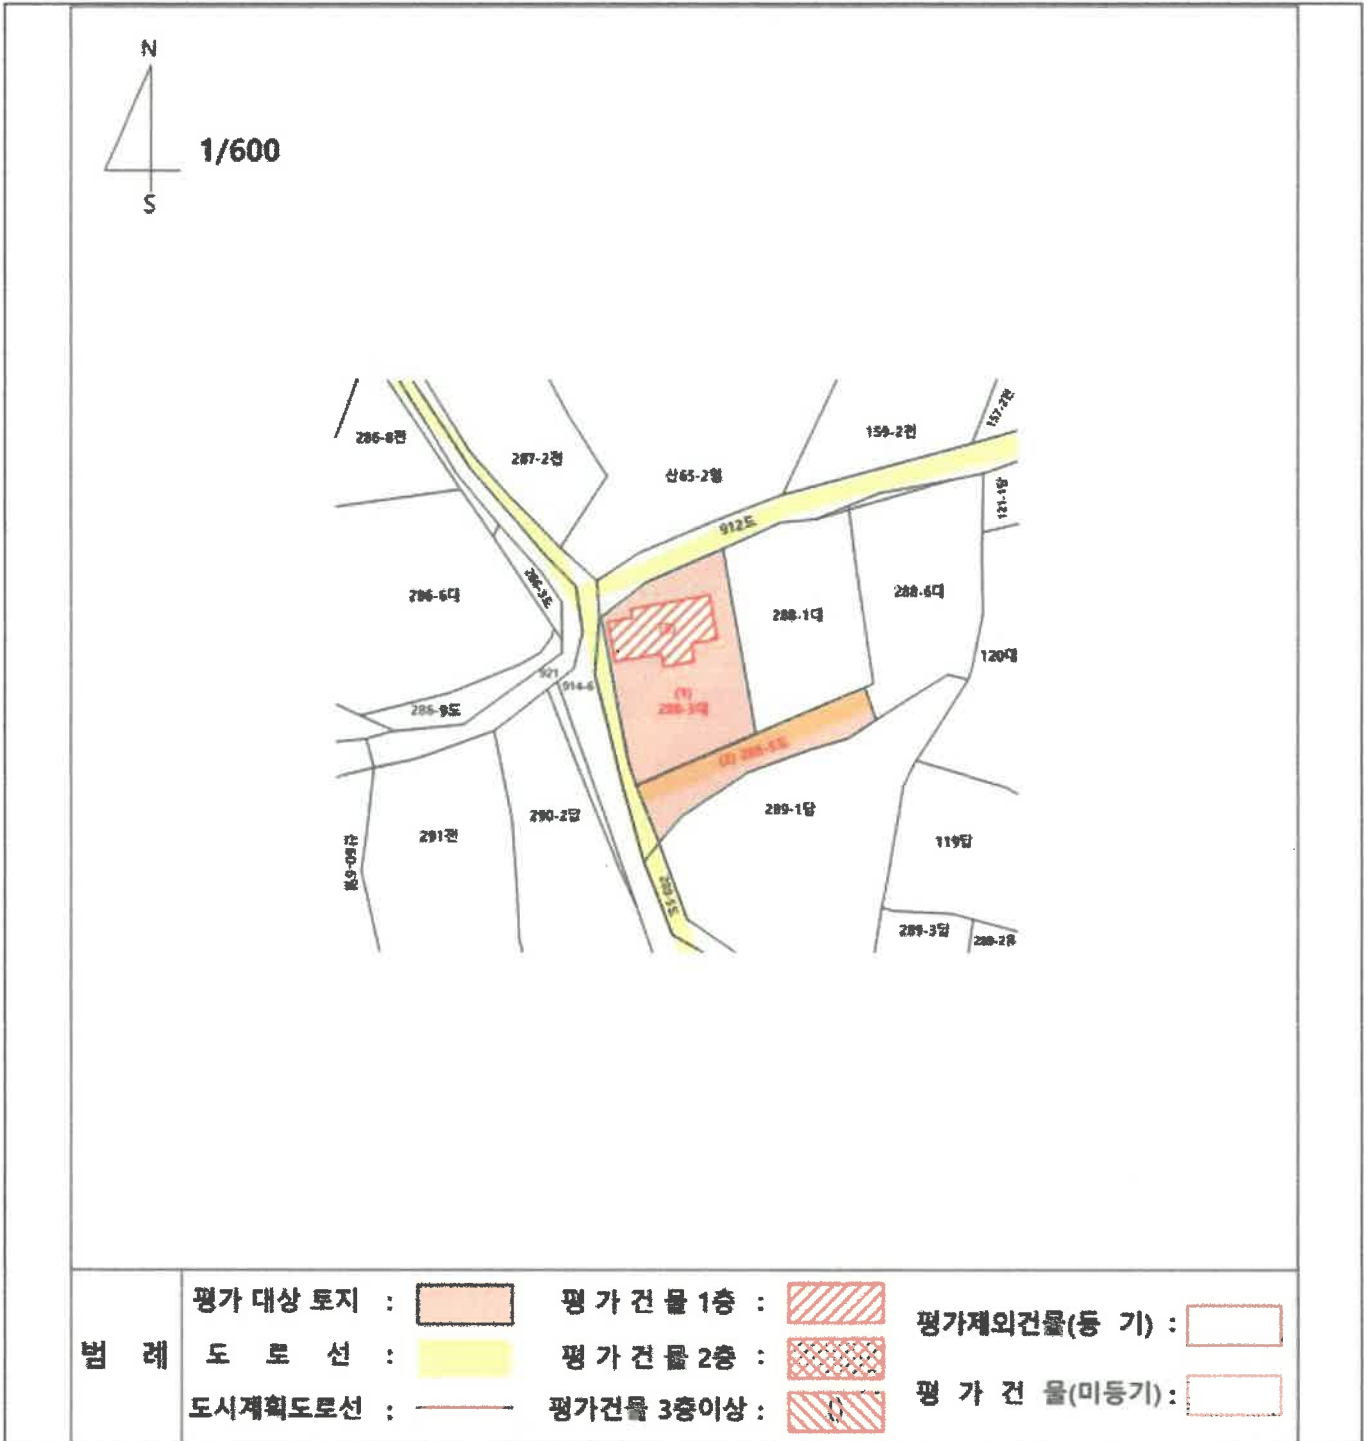 N
1/600
S
286-8전
287-2전
산65-2임
159-2전
157-2전
912도
121-1답
286-3도
286-6대
288-1대
288-6대
120대
921
914-6
286-9도
(1)
288-3대
(2) 288-5도
289-1답
290-2답
291전
119답
289-3답
범 례
평가 대상 토지 :
평 가 건 물 1층 :
평가제외건물(등 기) :
도 로 선 :
평 가 건 물 2층 :
평 가 건 물(미등기) :
도시계획도로선 :
평가건물 3층이상 :